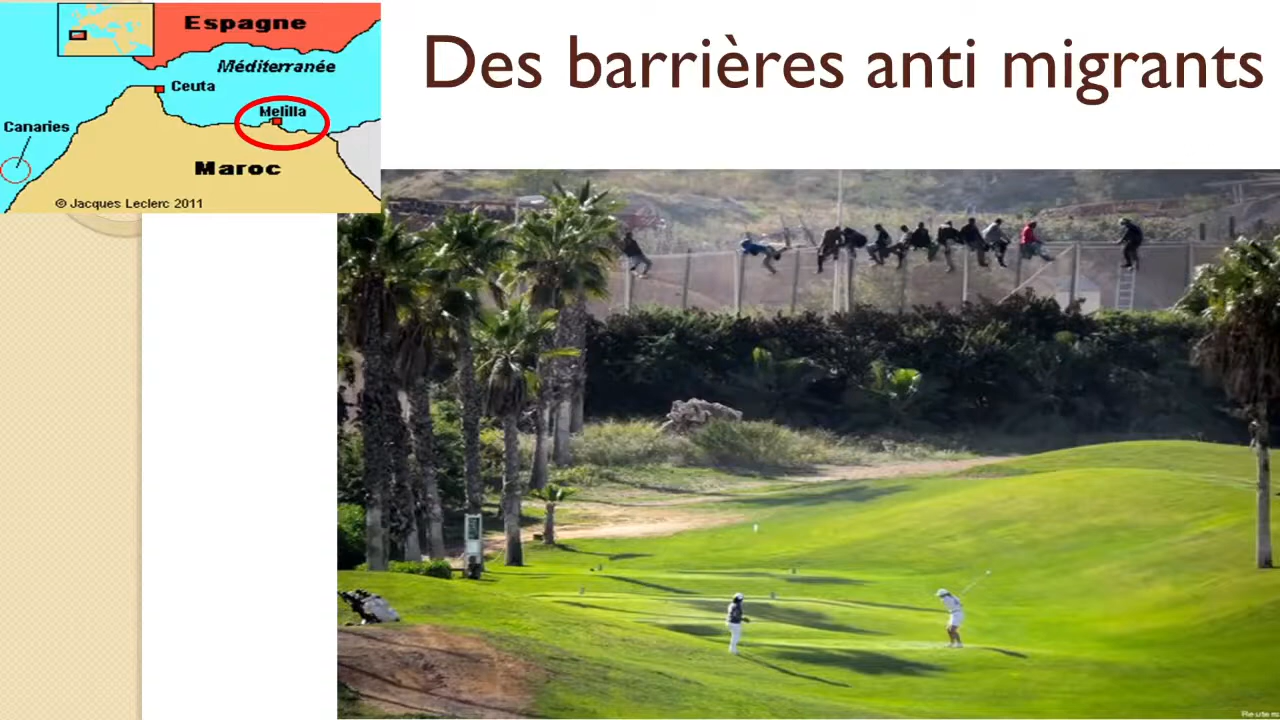 Des barrières anti migrants
Espagne
Méditerranée
Ceuta
Melilla
Canaries
Maroc
© Jacques Leclerc 2011